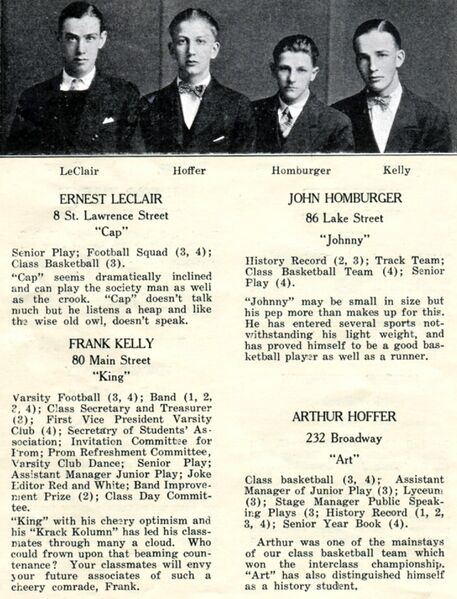 LeClair Hoffer Homburger Kelly
ERNEST LECLAIR
8 St. Lawrence Street
"Cap"
Senior Play; Football Squad (3, 4);
Class Basketball (3).
"Cap" seems dramatically inclined
and can play the society man as well
as the crook. "Cap" doesn't talk
much but he listens a heap and like
the wise old owl, doesn't speak.
FRANK KELLY
80 Main Street
"King"
Varsity Football (3, 4); Band (1, 2,
3, 4); Class Secretary and Treasurer
(3); First Vice President Varsity
Club (4); Secretary of Students' As-
sociation; Invitation Committee for
Prom; Prom Refreshment Committee,
Varsity Club Dance; Senior Play;
Assistant Manager Junior Play; Joke
Editor Red and White; Band Improve-
ment Prize (2); Class Day Commit-
tee.
"King" with his cheery optimism and
his "Krack Kolumn" has led his class-
mates through many a cloud. Who
could frown upon that beaming coun-
tenance? Your classmates will envy
your future associates of such a
cheery comrade, Frank.
JOHN HOMBURGER
86 Lake Street
"Johnny"
History Record (2, 3); Track Team;
Class Basketball Team (4); Senior
Play (4).
"Johnny" may be small in size but
his pep more than makes up for this.
He has entered several sports not-
withstanding his light weight, and
has proved himself to be a good bas-
ketball player as well as a runner.
ARTHUR HOFFER
232 Broadway
"Art"
Class basketball (3, 4); Assistant
Manager of Junior Play (3); Lyceum
(3); Stage Manager Public Speak-
ing Plays (3; History Record (1, 2,
3, 4); Senior Year Book (4).
Arthur was one of the mainstays
of our class basketball team which
won the interclass championship.
"Art" has also distinguished himself
as a history student.